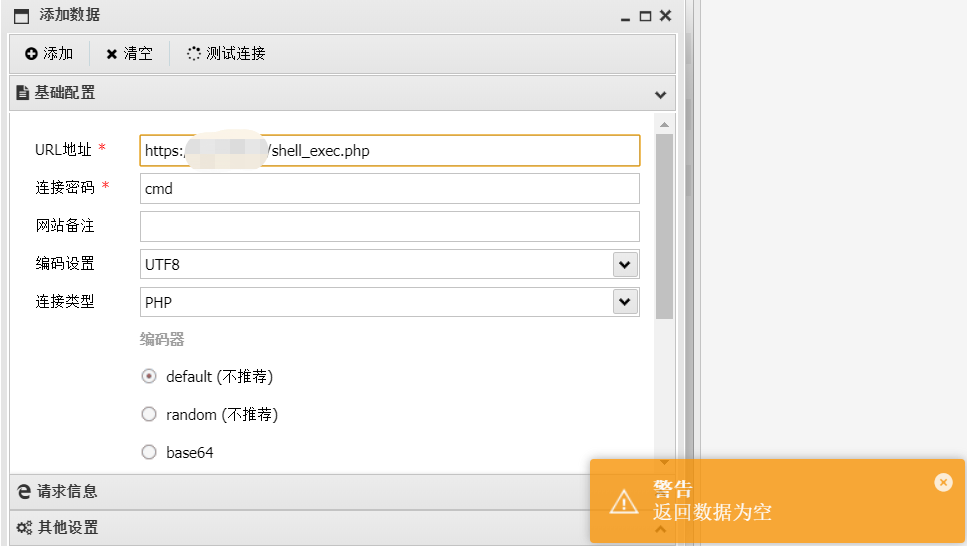 添加数据
添加 清空 测试连接
基础配置
URL地址 * https:/ /shell_exec.php
连接密码 * cmd
网站备注
编码设置 UTF8
连接类型 PHP
编码器
default (不推荐)
random (不推荐)
base64
请求信息
其他设置
警告
返回数据为空